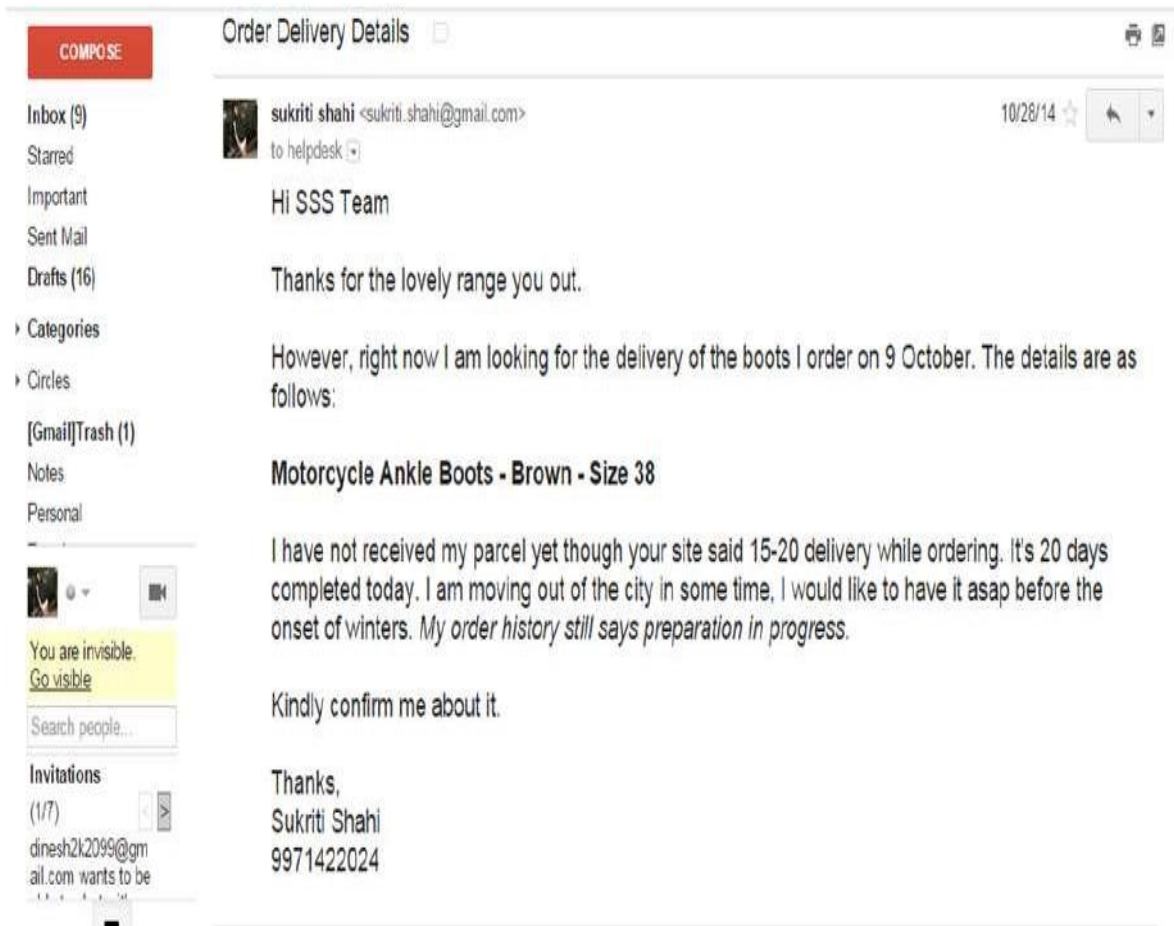 COMPOSE
Inbox (9)
Starred
Important
Sent Mail
Drafts (16)
Categories
Circles
[Gmail]Trash (1)
Notes
Personal
You are invisible.
Go visible
Search people...
Invitations
(1/7)
dinesh2k2099@gm
ail.com wants to be
Order Delivery Details
sukriti shahi <sukriti.shahi@gmail.com>
10/28/14
to helpdesk
Hi SSS Team
Thanks for the lovely range you out.
However, right now I am looking for the delivery of the boots I order on 9 October. The details are as
follows:
Motorcycle Ankle Boots - Brown - Size 38
I have not received my parcel yet though your site said 15-20 delivery while ordering. It's 20 days
completed today. I am moving out of the city in some time, I would like to have it asap before the
onset of winters. My order history still says preparation in progress.
Kindly confirm me about it.
Thanks,
Sukriti Shahi
9971422024